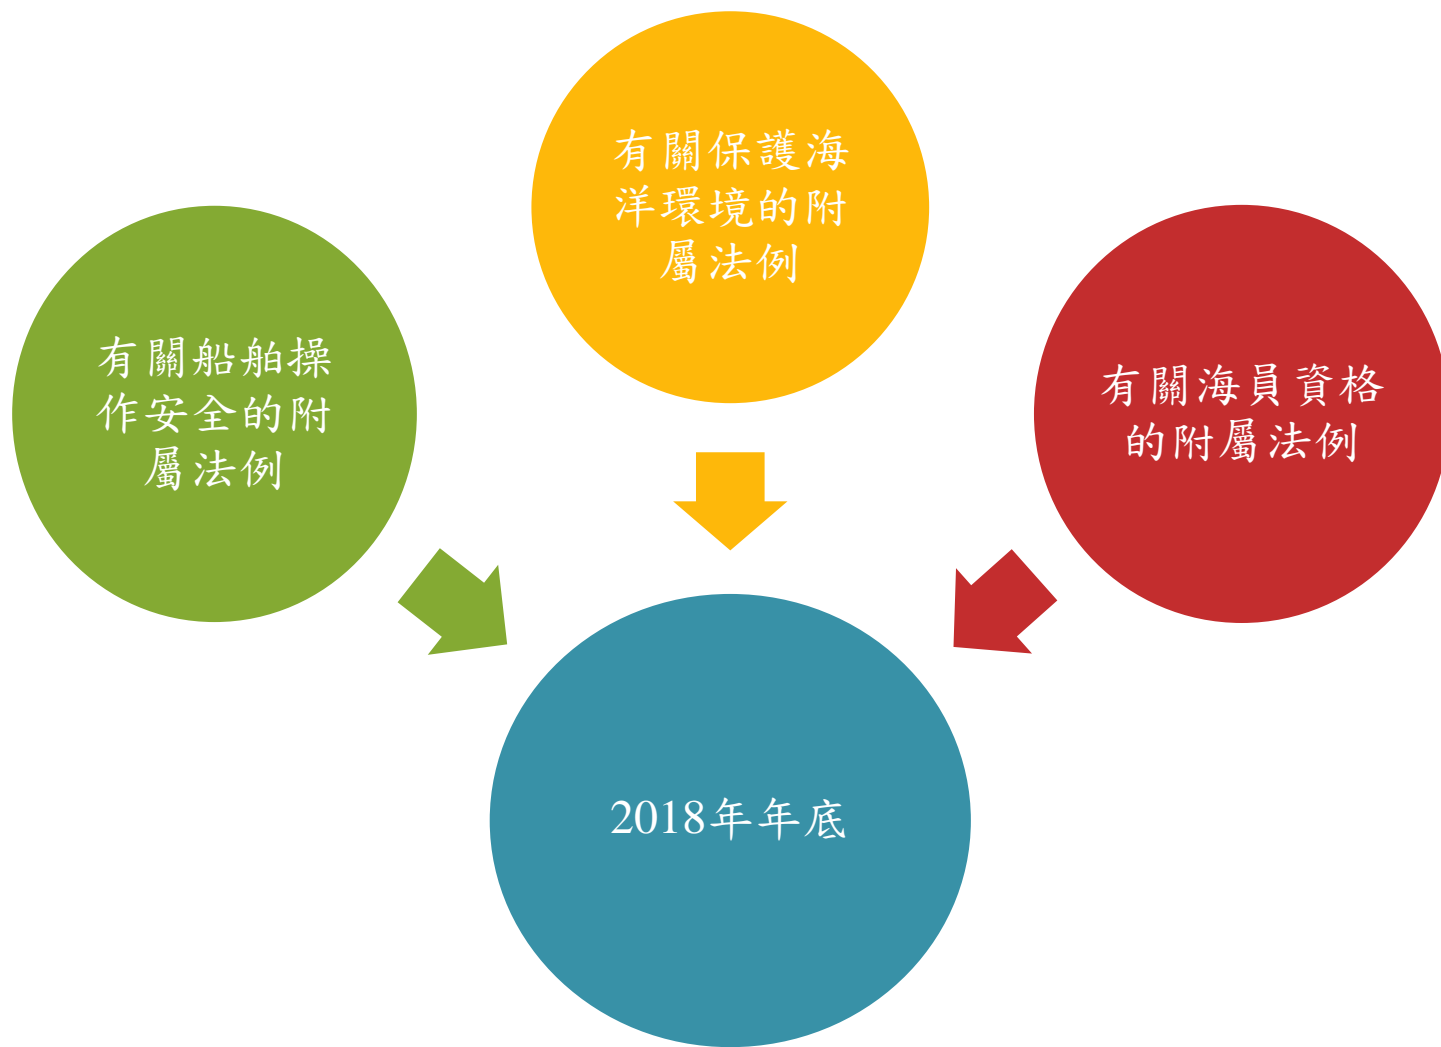 有關保護海
洋環境的附
屬法例
有關船舶操
作安全的附
屬法例
有關海員資格
的附屬法例
2018年年底